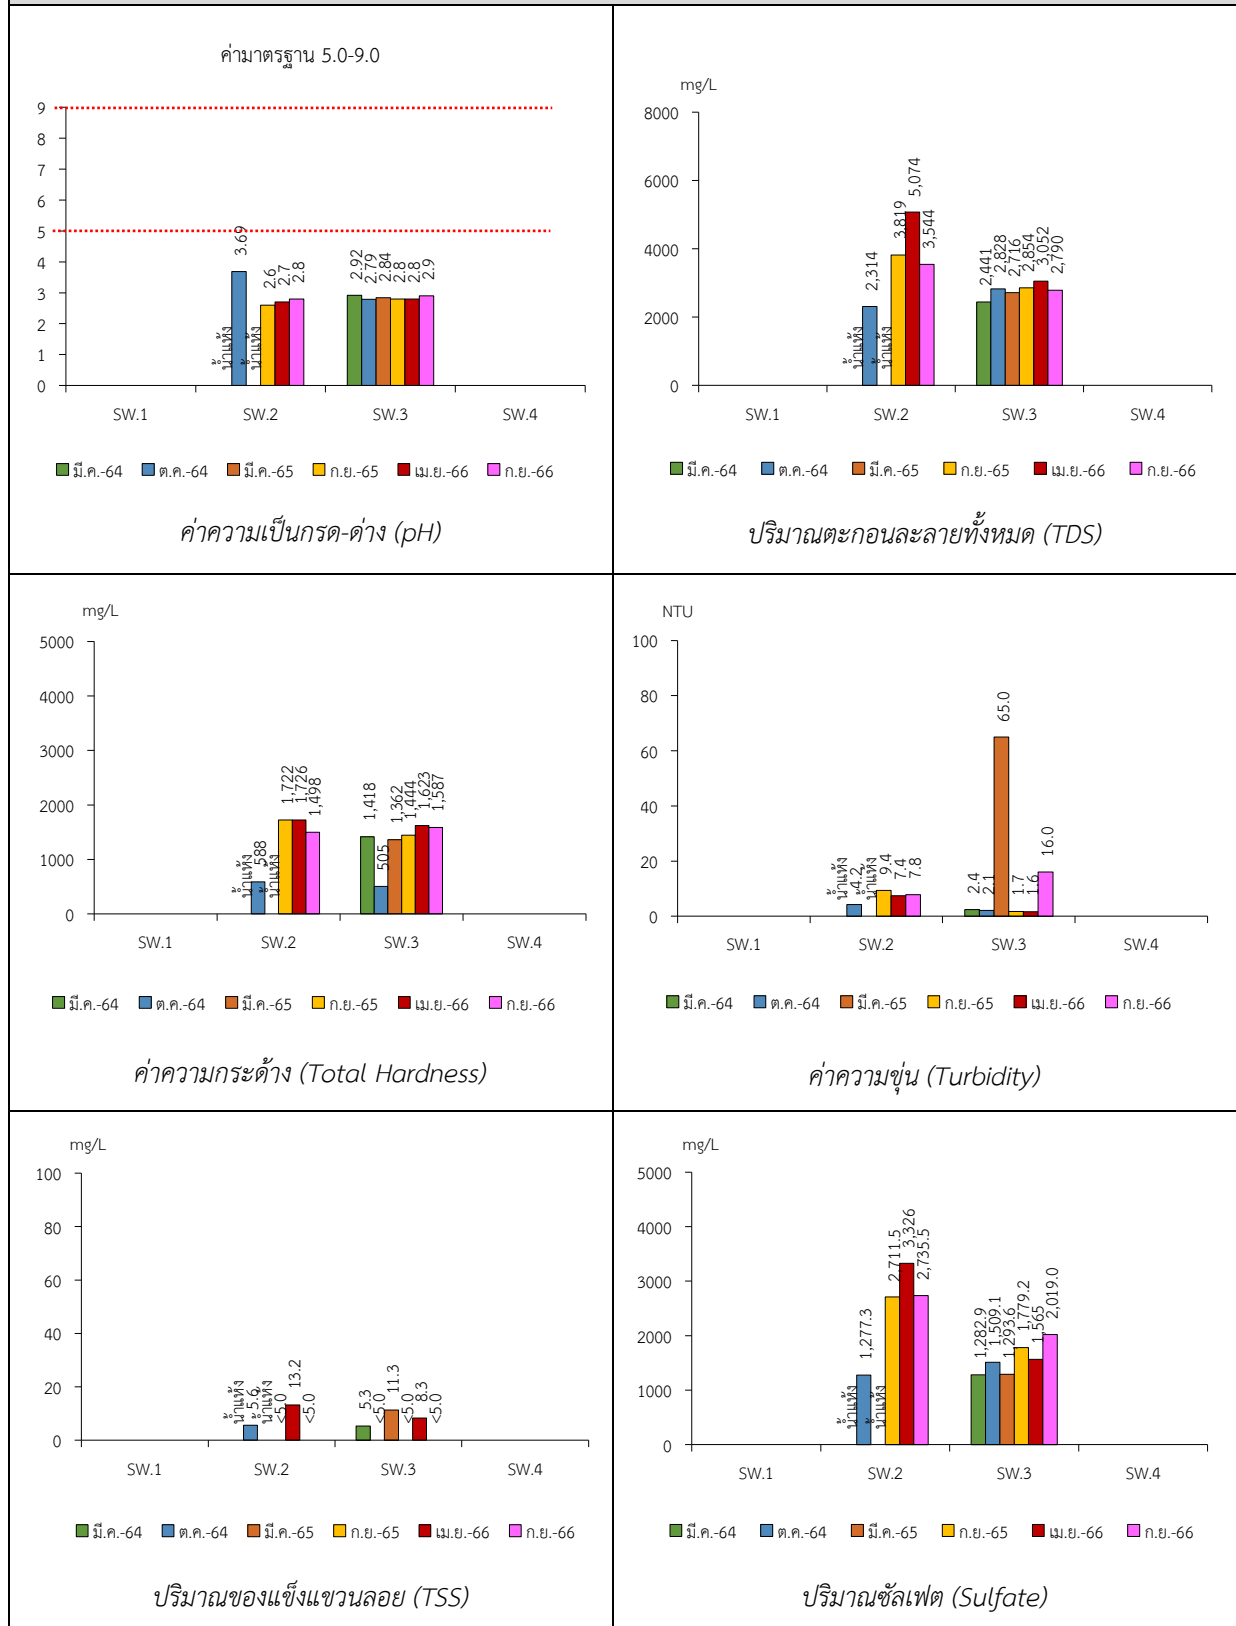 ค่ามาตรฐาน 5.0-9.0
9
8
7
6
5
4
3
2
1
0
น้ำแห้ง
3.69
น้ำแห้ง
2.6
2.7
2.8
2.92
2.79
2.84
2.8
2.8
2.9
SW.1 SW.2 SW.3 SW.4
มี.ค.-64 ต.ค.-64 มี.ค.-65 ก.ย.-65 เม.ย.-66 ก.ย.-66
ค่าความเป็นกรด-ด่าง (pH)
mg/L
8000
6000
4000
2000
0
น้ำแห้ง
2,314
น้ำแห้ง
3,819
5,074
3,544
2,441
2,828
2,716
2,854
3,052
2,790
SW.1 SW.2 SW.3 SW.4
มี.ค.-64 ต.ค.-64 มี.ค.-65 ก.ย.-65 เม.ย.-66 ก.ย.-66
ปริมาณตะกอนละลายทั้งหมด (TDS)
mg/L
5000
4000
3000
2000
1000
0
น้ำแห้ง
588
น้ำแห้ง
1,722
1,726
1,498
1,418
505
1,362
1,444
1,623
1,587
SW.1 SW.2 SW.3 SW.4
มี.ค.-64 ต.ค.-64 มี.ค.-65 ก.ย.-65 เม.ย.-66 ก.ย.-66
ค่าความกระด้าง (Total Hardness)
NTU
100
80
60
40
20
0
น้ำแห้ง
4.2
น้ำแห้ง
9.4
7.4
7.8
2.4
2.1
65.0
1.7
1.6
16.0
SW.1 SW.2 SW.3 SW.4
มี.ค.-64 ต.ค.-64 มี.ค.-65 ก.ย.-65 เม.ย.-66 ก.ย.-66
ค่าความขุ่น (Turbidity)
mg/L
100
80
60
40
20
0
น้ำแห้ง
5.6
น้ำแห้ง
<5.0
13.2
<5.0
5.3
<5.0
11.3
<5.0
8.3
<5.0
SW.1 SW.2 SW.3 SW.4
มี.ค.-64 ต.ค.-64 มี.ค.-65 ก.ย.-65 เม.ย.-66 ก.ย.-66
ปริมาณของแข็งแขวนลอย (TSS)
mg/L
5000
4000
3000
2000
1000
0
น้ำแห้ง
1,277.3
น้ำแห้ง
2,711.5
3,326
2,735.5
1,282.9
1,509.1
1,293.6
1,779.2
1,565
2,019.0
SW.1 SW.2 SW.3 SW.4
มี.ค.-64 ต.ค.-64 มี.ค.-65 ก.ย.-65 เม.ย.-66 ก.ย.-66
ปริมาณซัลเฟต (Sulfate)